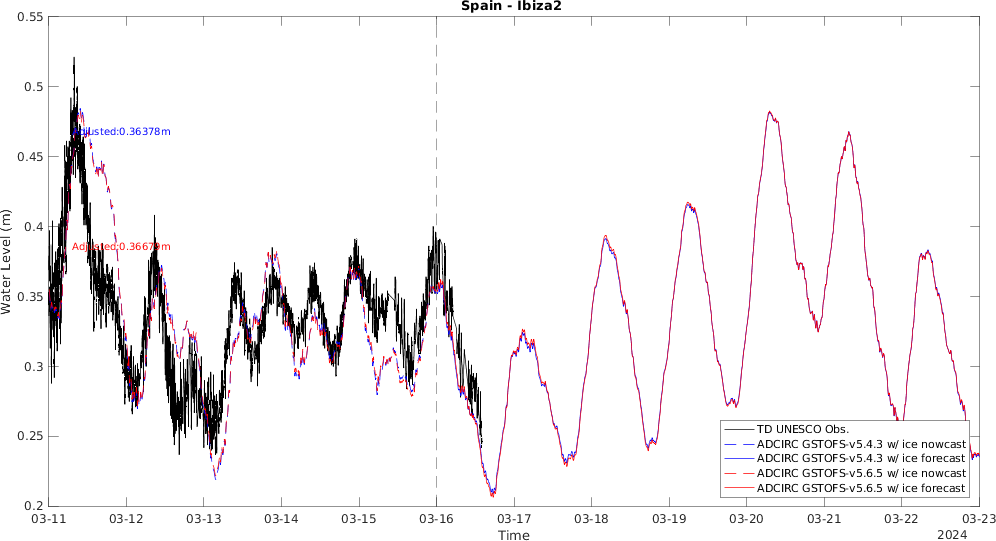 Spain - Ibiza2
0.55
0.5
0.45
0.4
0.35
0.3
0.25
0.2
Water Level (m)
Adjusted:0.36378m
Adjusted:0.36679m
TD UNESCO Obs.
ADCIRC GSTOFS-v5.4.3 w/ ice nowcast
ADCIRC GSTOFS-v5.4.3 w/ ice forecast
ADCIRC GSTOFS-v5.6.5 w/ ice nowcast
ADCIRC GSTOFS-v5.6.5 w/ ice forecast
03-11 03-12 03-13 03-14 03-15 03-16 03-17 03-18 03-19 03-20 03-21 03-22 03-23
Time
2024